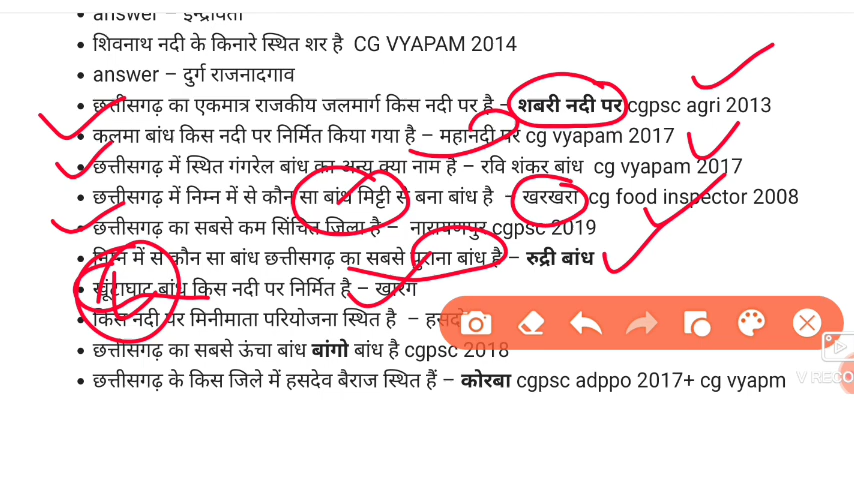 answer – इन्द्रावती
शिवनाथ नदी के किनारे स्थित शर है CG VYAPAM 2014
answer – दुर्ग राजनादगाव
छत्तीसगढ़ का एकमात्र राजकीय जलमार्ग किस नदी पर है – शबरी नदी पर cgpsc agri 2013
कलमा बांध किस नदी पर निर्मित किया गया है – महानदी पर cg vyapam 2017
छत्तीसगढ़ में स्थित गंगरेल बांध का अन्य क्या नाम है – रवि शंकर बांध cg vyapam 2017
छत्तीसगढ़ में निम्न में से कौन सा बांध मिट्टी से बना बांध है – खरखरा cg food inspector 2008
छत्तीसगढ़ का सबसे कम सिंचित जिला है – नारायणपुर cgpsc 2019
निम्न में से कौन सा बांध छत्तीसगढ़ का सबसे पुराना बांध है – रुद्री बांध
खूंटाघाट बांध किस नदी पर निर्मित है – खारंग
किस नदी पर मिनीमाता परियोजना स्थित है – हसदो
छत्तीसगढ़ का सबसे ऊंचा बांध बांगो बांध है cgpsc 2018
छत्तीसगढ़ के किस जिले में हसदेव बैराज स्थित हैं – कोरबा cgpsc adppo 2017+ cg vyapm
V RECO